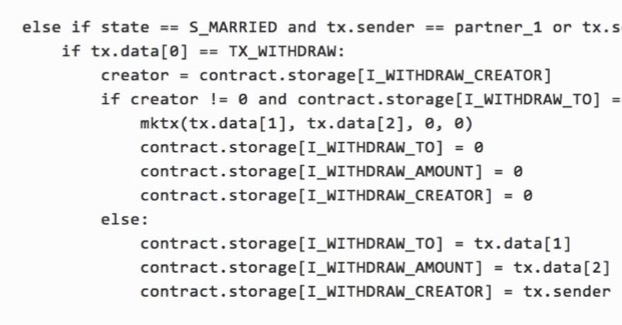 else if state == S_MARRIED and tx.sender == partner_1 or
if tx.data[0] == TX_WITHDRAW:
creator = contract.storage[I_WITHDRAW_CREATOR]
if creator != 0 and contract.storage[I_WITHDRAW_TO]
mktx(tx.data[1], tx.data[2], 0, 0)
contract.storage[I_WITHDRAW_TO] = 0
contract.storage[I_WITHDRAW_AMOUNT] = 0
contract.storage[I_WITHDRAW_CREATOR] = 0
else:
contract.storage[I_WITHDRAW_TO] = tx.data[1]
contract.storage[I_WITHDRAW_AMOUNT] = tx.data[2]
contract.storage[I_WITHDRAW_CREATOR] = tx.sender